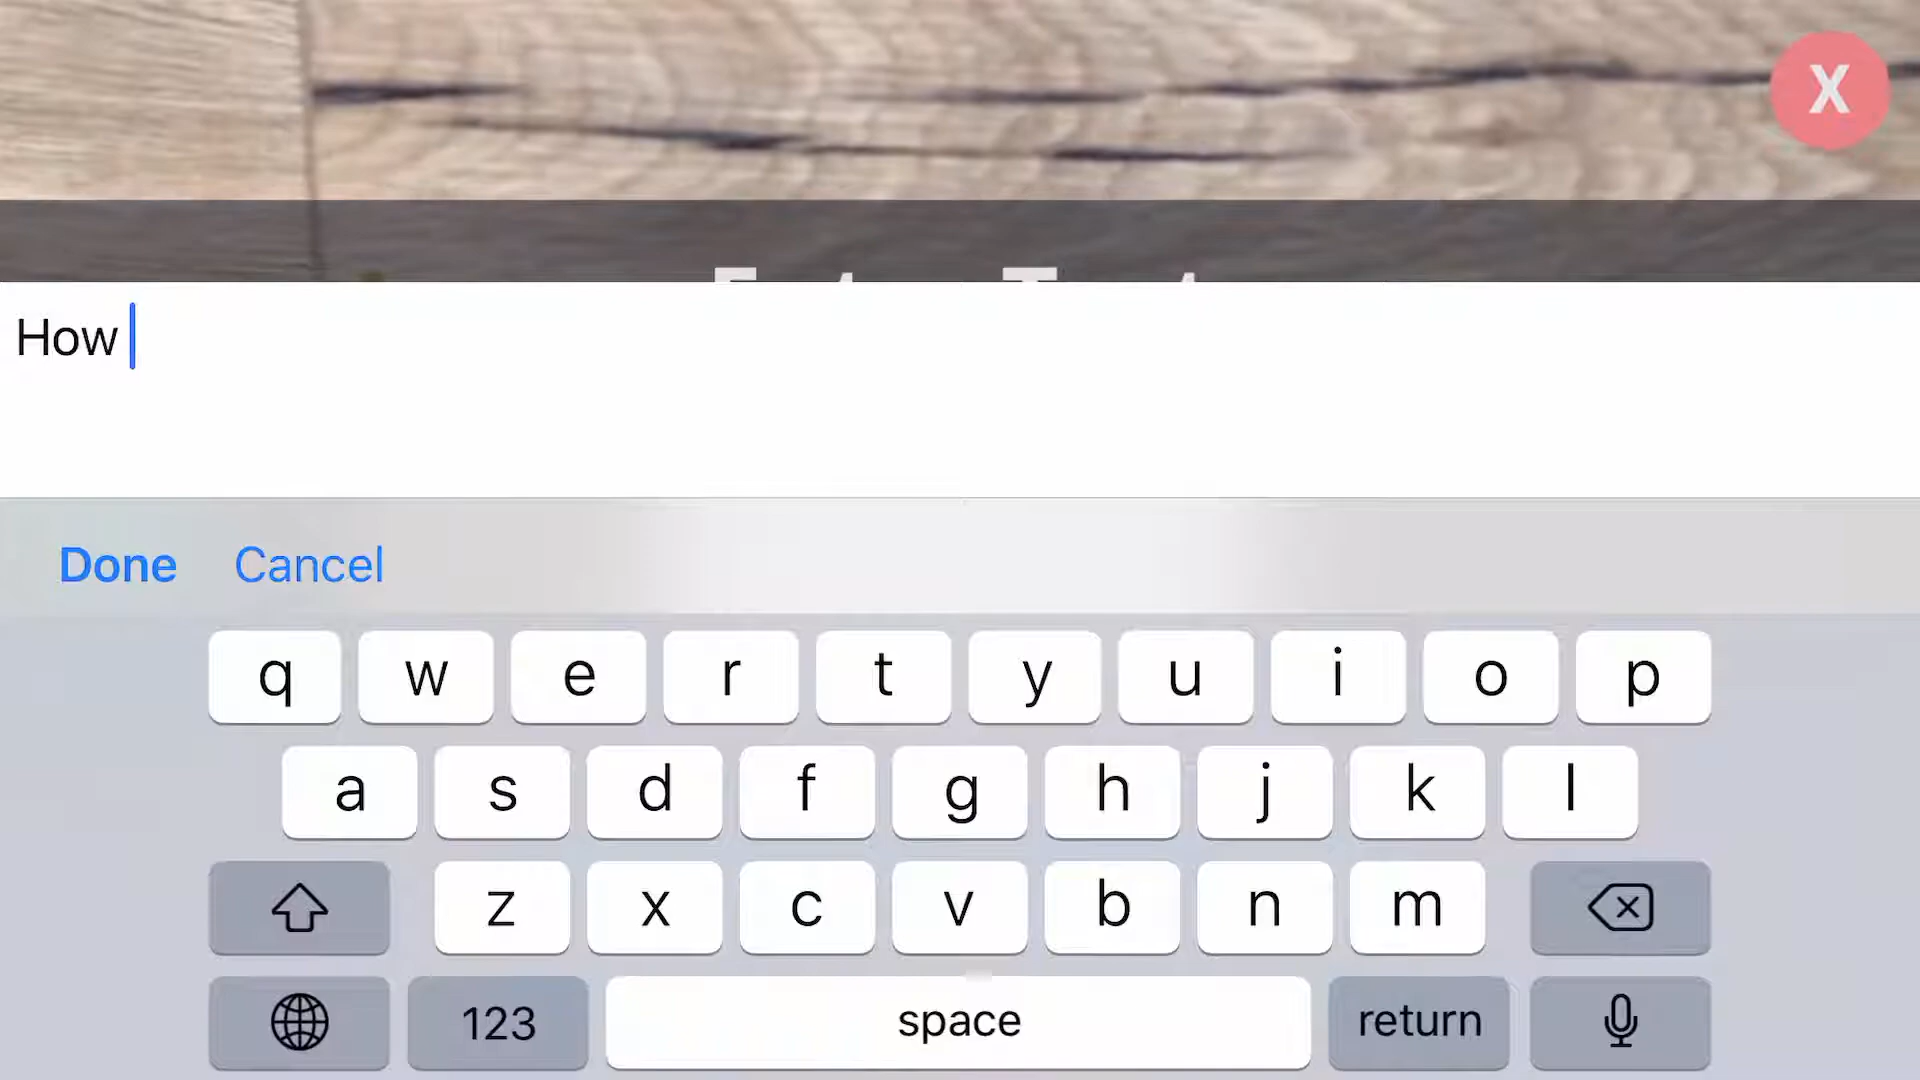 X
How
Done Cancel
q w e r t y u i o p
a s d f g h j k l
z x c v b n m
123 space return